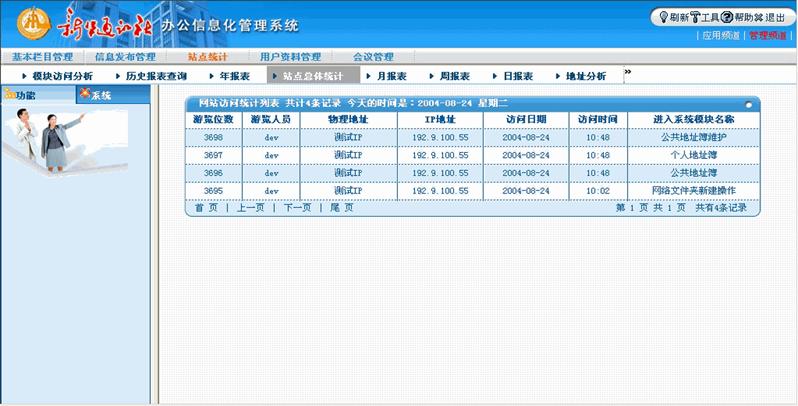 新华通讯社 办公信息化管理系统
刷新 工具 帮助 退出
| 应用频道 | 管理频道 |
基本栏目管理 信息发布管理 站点统计 用户资料管理 会议管理
模块访问分析 历史报表查询 年报表 站点总体统计 月报表 周报表 日报表 地址分析 »
功能 系统
网站访问统计列表 共计4条记录 今天的时间是:2004-08-24 星期二
游览位数 游览人员 物理地址 IP地址 访问日期 访问时间 进入系统模块名称
3698 dev 测试IP 192.9.100.55 2004-08-24 10:48 公共地址簿维护
3697 dev 测试IP 192.9.100.55 2004-08-24 10:48 个人地址簿
3696 dev 测试IP 192.9.100.55 2004-08-24 10:48 公共地址簿
3695 dev 测试IP 192.9.100.55 2004-08-24 10:02 网络文件夹新建操作
首 页 | 上一页 | 下一页 | 尾 页 第 1 页 共 1 页 共有4条记录